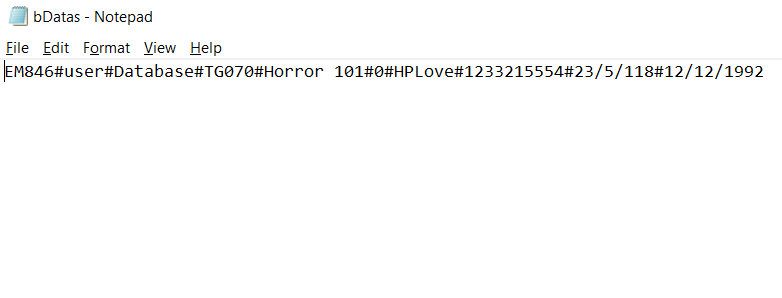 bDatas - Notepad
File Edit Format View Help
EM846#user#Database#TG070#Horror 101#0#HPLove#1233215554#23/5/118#12/12/1992